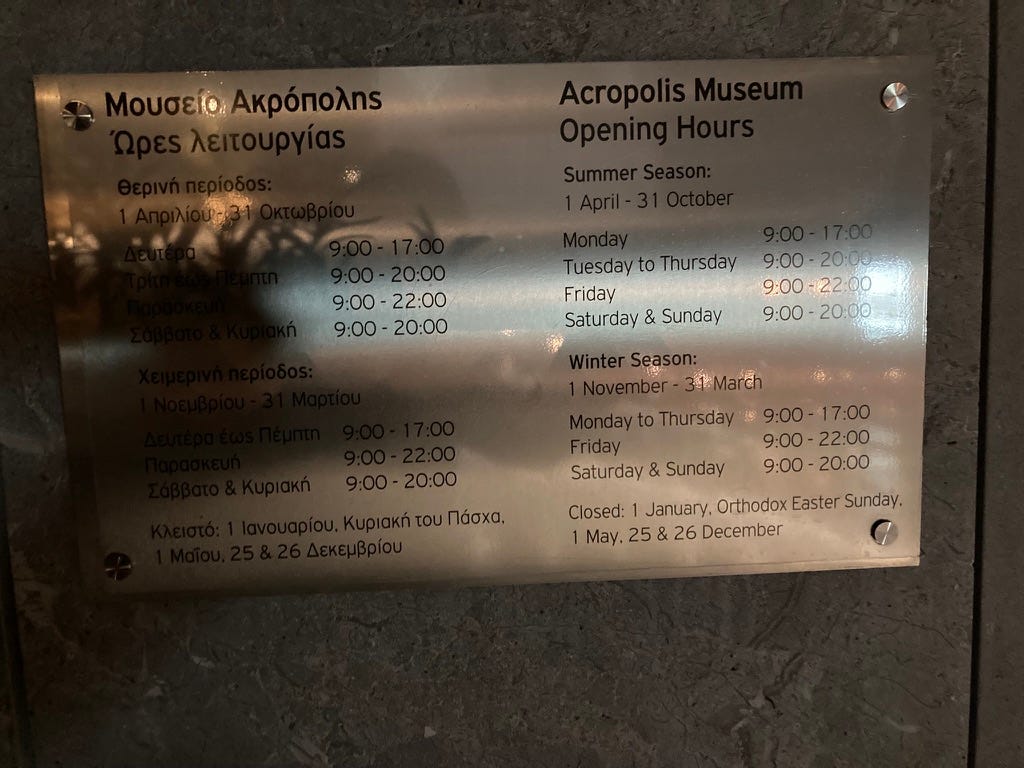 Μουσείο Ακρόπολης
Ώρες λειτουργίας
Θερινή περίοδος:
1 Απριλίου - 31 Οκτωβρίου
Δευτέρα 9:00 - 17:00
Τρίτη έως Πέμπτη 9:00 - 20:00
Παρασκευή 9:00 - 22:00
Σάββατο & Κυριακή 9:00 - 20:00
Χειμερινή περίοδος:
1 Νοεμβρίου - 31 Μαρτίου
Δευτέρα έως Πέμπτη 9:00 - 17:00
Παρασκευή 9:00 - 22:00
Σάββατο & Κυριακή 9:00 - 20:00
Κλειστό: 1 Ιανουαρίου, Κυριακή του Πάσχα,
1 Μαΐου, 25 & 26 Δεκεμβρίου
Acropolis Museum
Opening Hours
Summer Season:
1 April - 31 October
Monday 9:00 - 17:00
Tuesday to Thursday 9:00 - 20:00
Friday 9:00 - 22:00
Saturday & Sunday 9:00 - 20:00
Winter Season:
1 November - 31 March
Monday to Thursday 9:00 - 17:00
Friday 9:00 - 22:00
Saturday & Sunday 9:00 - 20:00
Closed: 1 January, Orthodox Easter Sunday,
1 May, 25 & 26 December